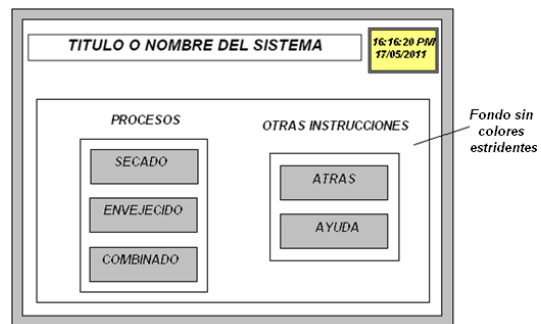 TITULO O NOMBRE DEL SISTEMA
16:16:20 PM
17/05/2011
PROCESOS
SECADO
ENVEJECIDO
COMBINADO
OTRAS INSTRUCCIONES
ATRAS
AYUDA
Fondo sin
colores
estridentes